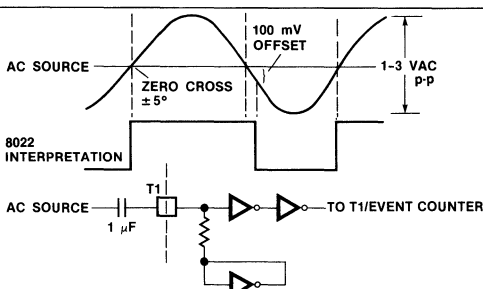 100 mV
OFFSET
AC SOURCE
1-3 VAC
p-p
ZERO CROSS
±5°
8022
INTERPRETATION
T1
AC SOURCE
TO T1/EVENT COUNTER
1 µF